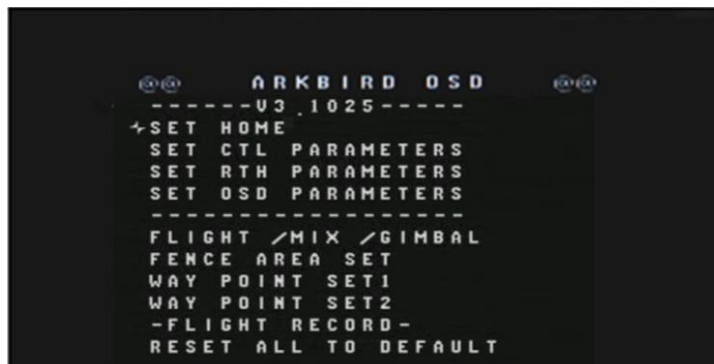 @@ ARKBIRD OSD @@
------V3.1025-----
SET HOME
SET CTL PARAMETERS
SET RTH PARAMETERS
SET OSD PARAMETERS
-------------------
FLIGHT /MIX /GIMBAL
FENCE AREA SET
WAY POINT SET1
WAY POINT SET2
-FLIGHT RECORD-
RESET ALL TO DEFAULT